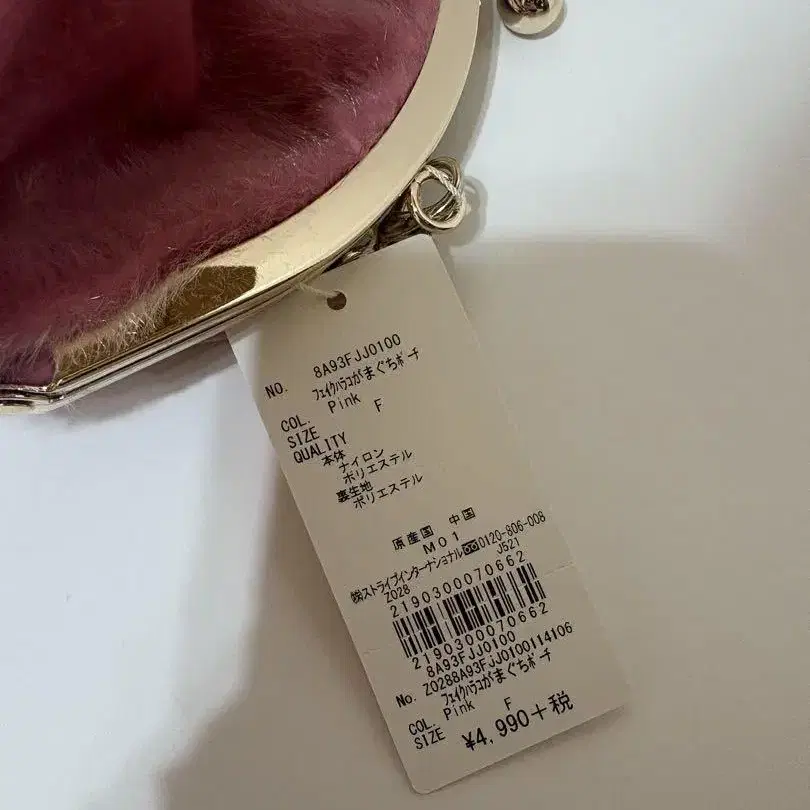 NO. 8A93FJJ0100
ﾌｪｲｸﾊﾗｺがまぐちﾎﾟｰﾁ
COL. Pink
SIZE F
QUALITY
本体
ナイロン
ポリエステル
裏生地
ポリエステル
原産国 中国
M01
㈱ストライプインターナショナル 0120-806-008
Z028 J521
2190300070662
2190300070662
8A93FJJ0100
No. Z0288A93FJJ0100114106
ﾌｪｲｸﾊﾗｺがまぐちﾎﾟｰﾁ
COL. Pink
SIZE F
¥4,990+税